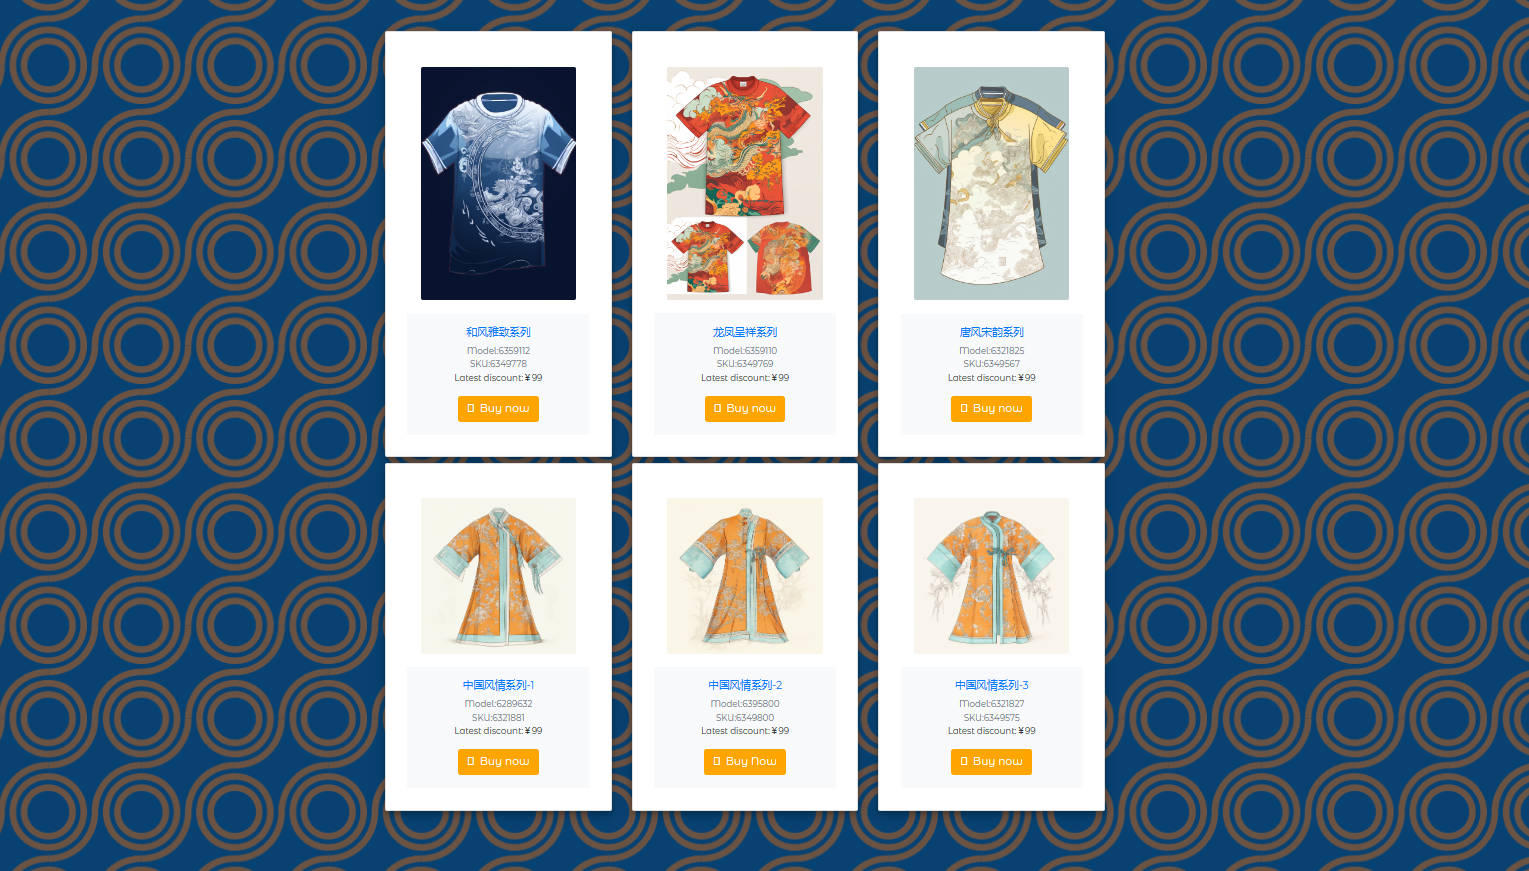 和风雅致系列
Model:6359112
SKU:6349778
Latest discount: ¥99
Buy now
龙凤呈祥系列
Model:6359110
SKU:6349769
Latest discount: ¥99
Buy now
唐风宋韵系列
Model:6321825
SKU:6349567
Latest discount: ¥99
Buy now
中国风情系列-1
Model:6289632
SKU:6321881
Latest discount: ¥99
Buy now
中国风情系列-2
Model:6395800
SKU:6349800
Latest discount: ¥99
Buy Now
中国风情系列-3
Model:6321827
SKU:6349575
Latest discount: ¥99
Buy now